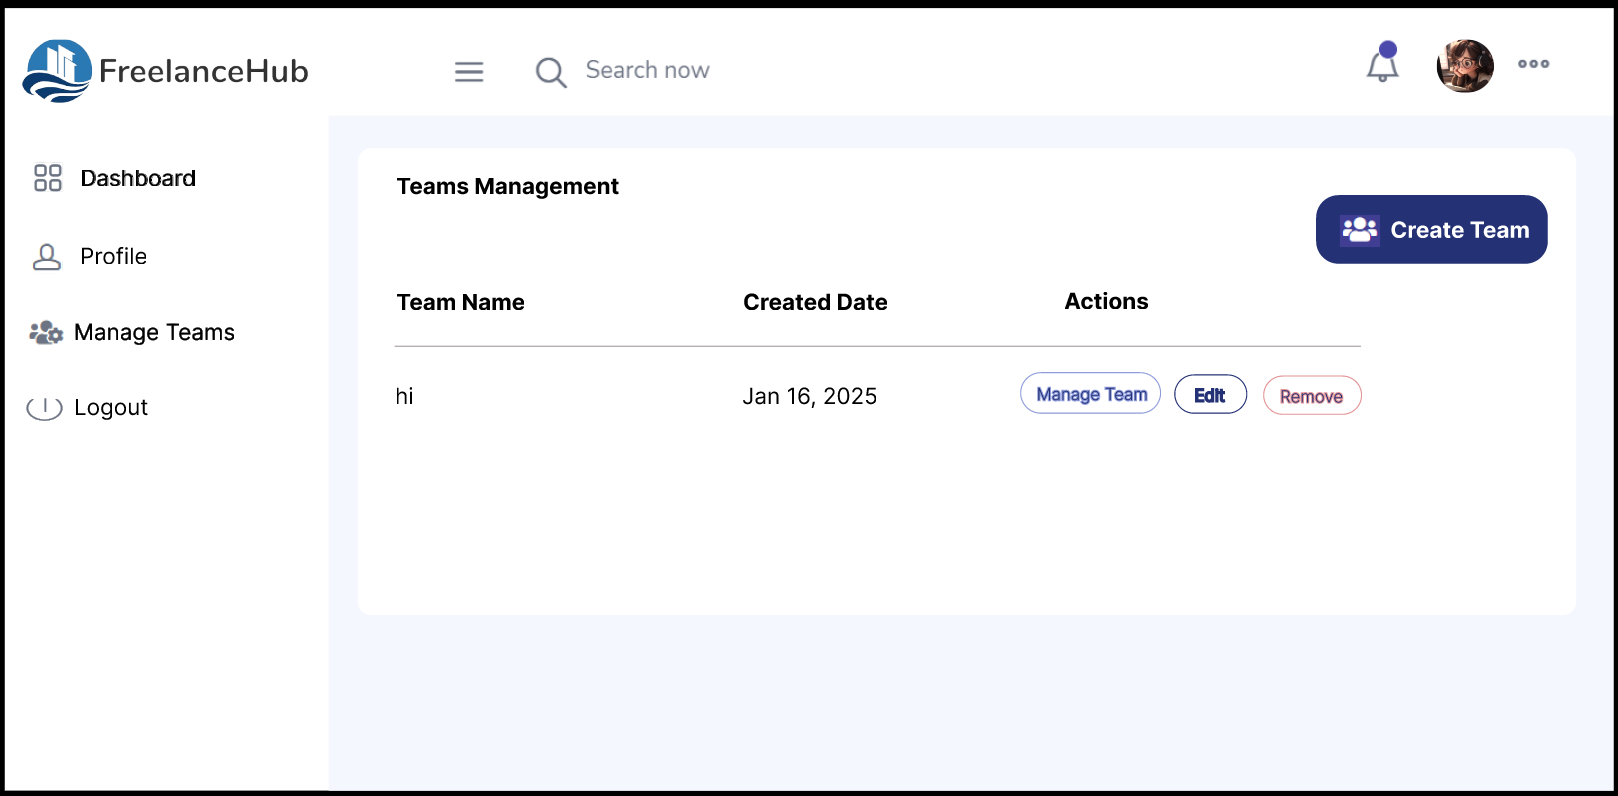 FreelanceHub
Search now
Dashboard
Profile
Manage Teams
Logout
Teams Management
Create Team
Team Name Created Date Actions
hi Jan 16, 2025 Manage Team Edit Remove